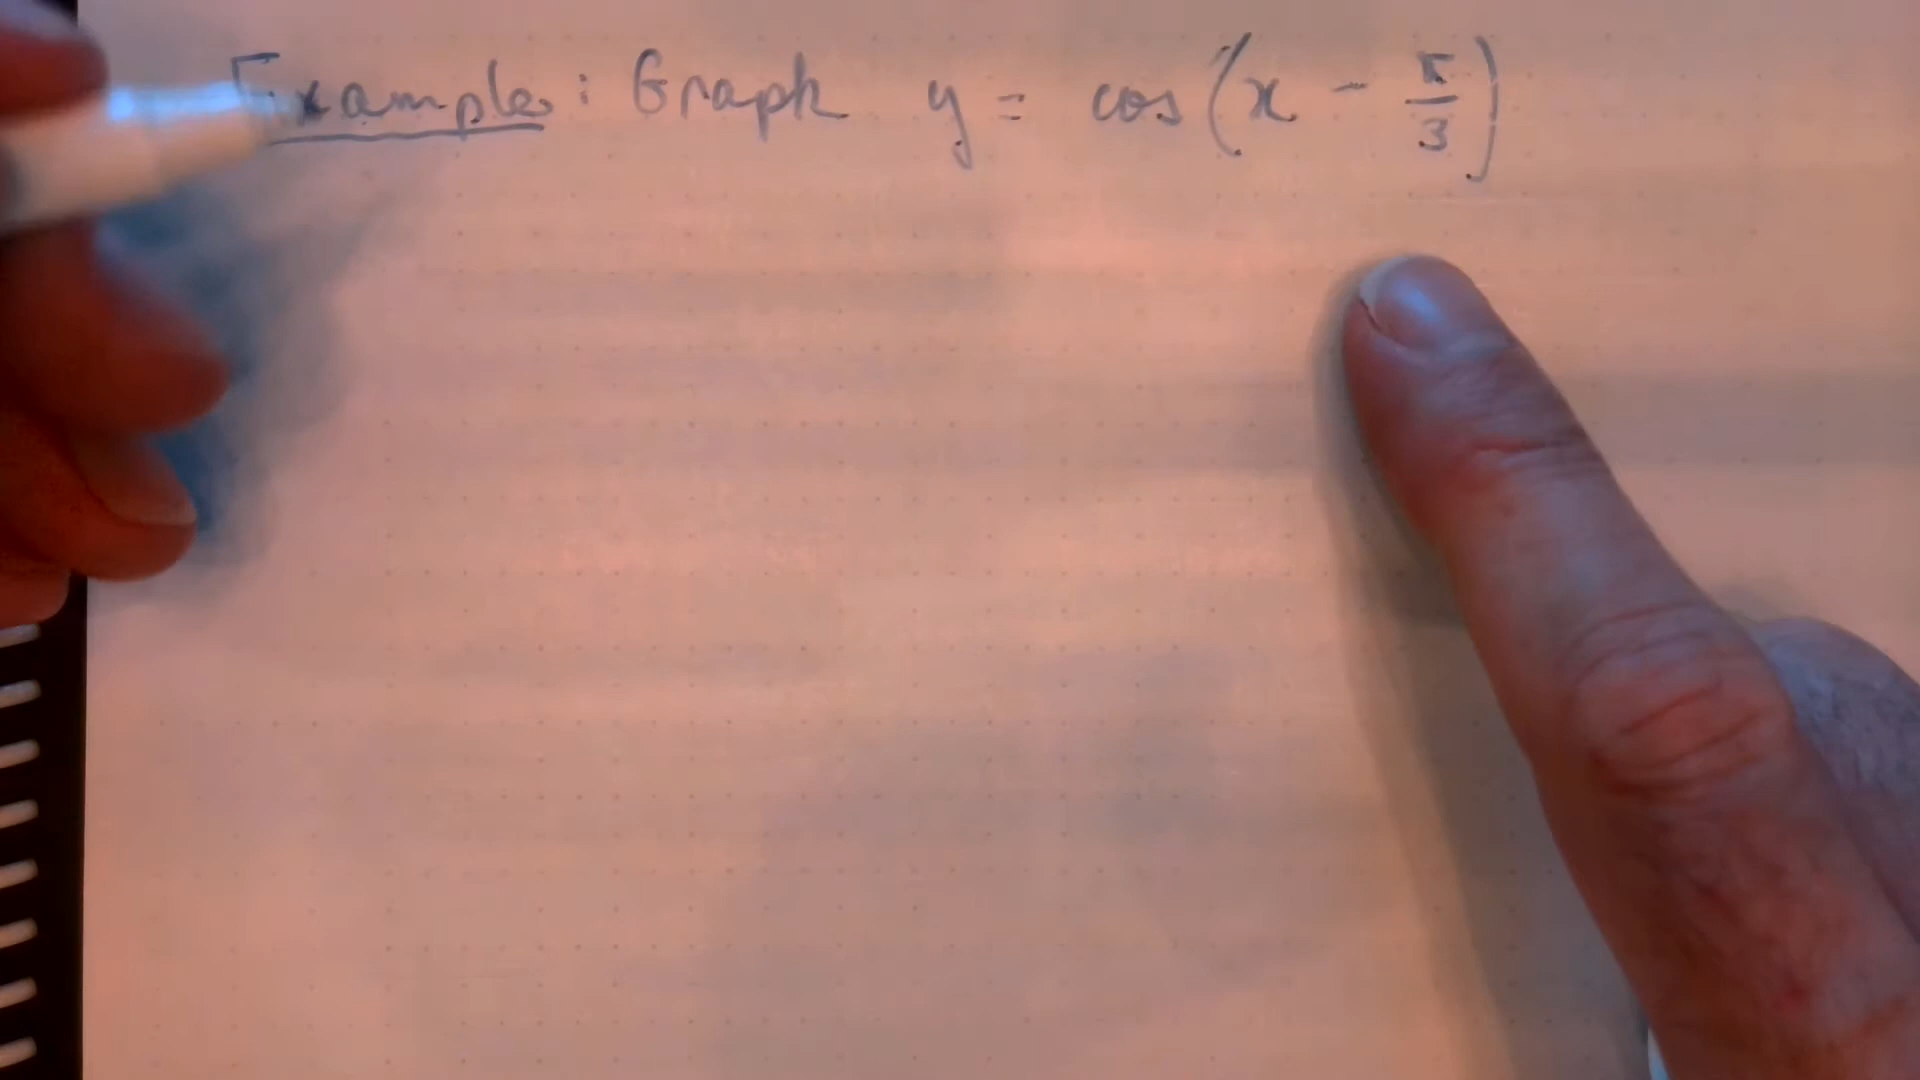 Example: Graph y = cos(x - π/3)